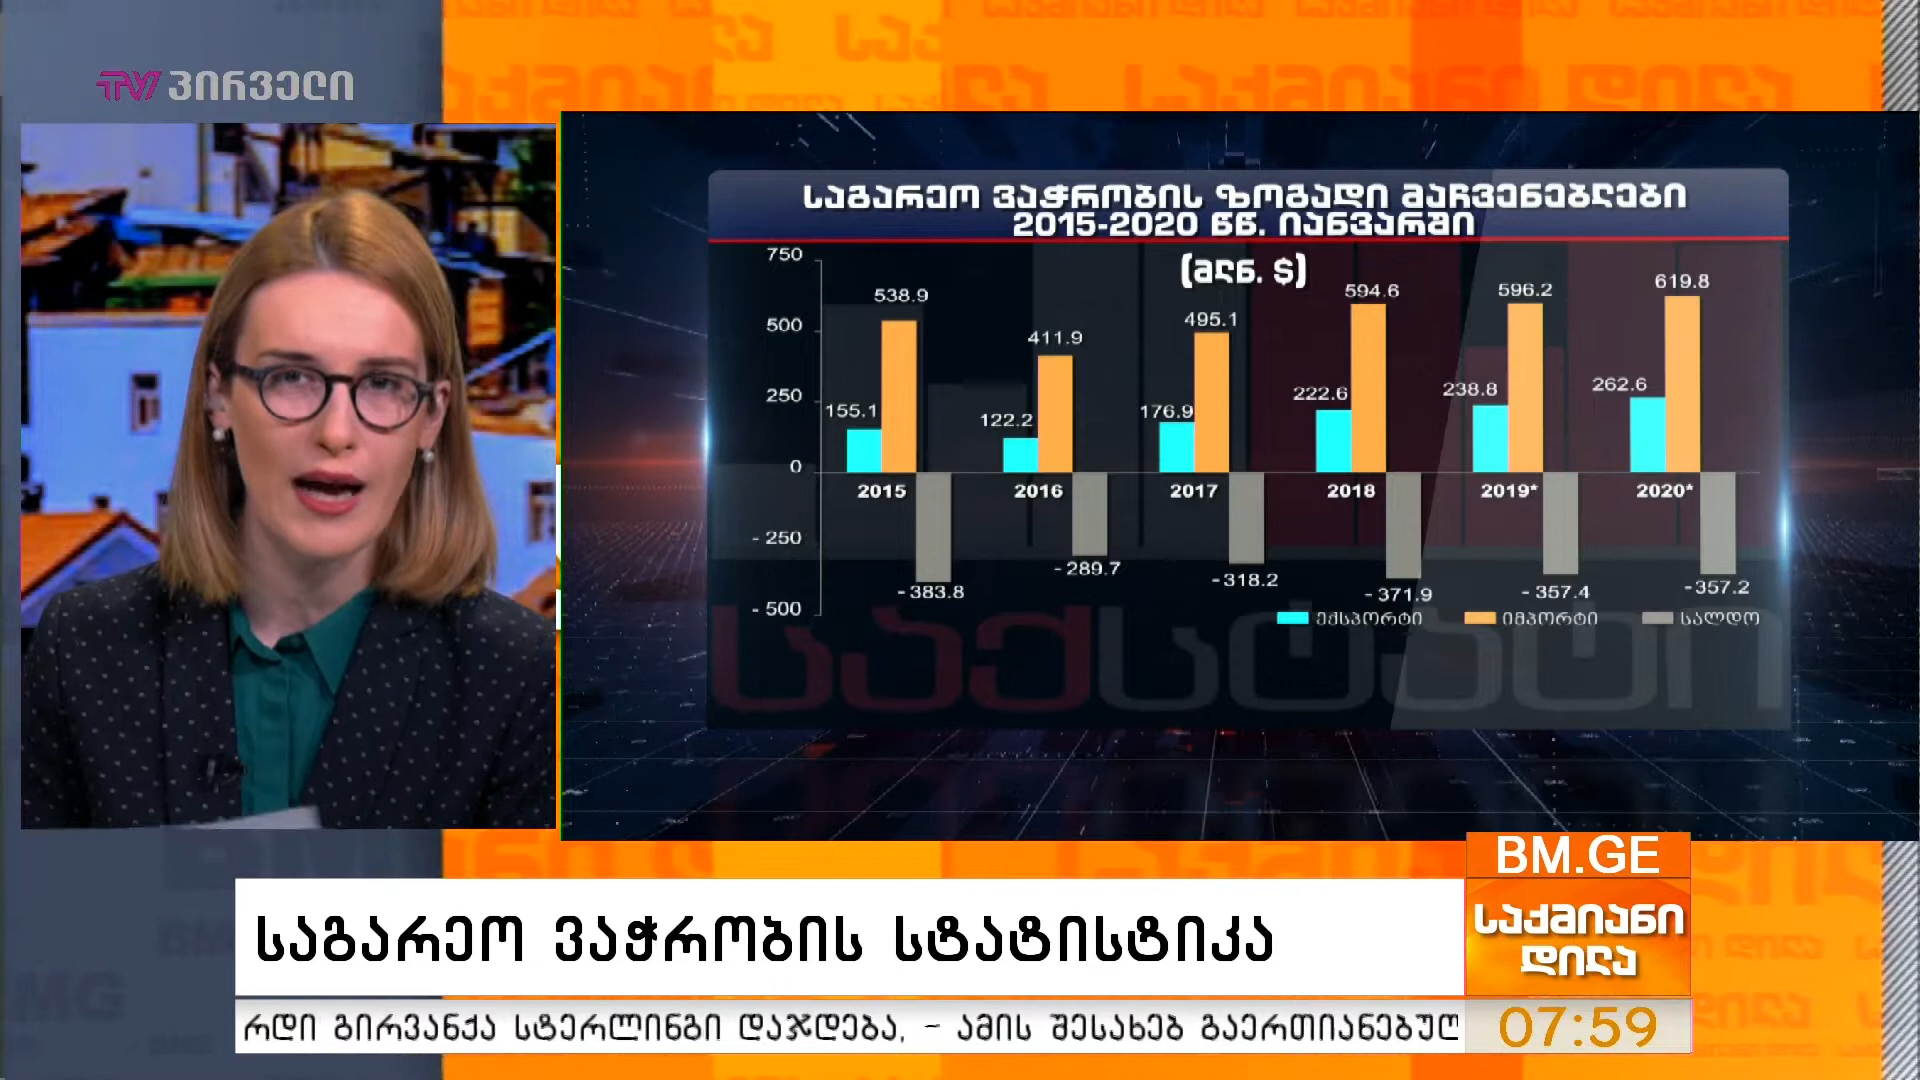 TV ᲞᲘᲠᲕᲔᲚᲘ
ᲡᲐᲒᲐᲠᲔᲝ ᲕᲐᲭᲠᲝᲑᲘᲡ ᲖᲝᲒᲐᲓᲘ ᲛᲐᲩᲕᲔᲜᲔᲑᲚᲔᲑᲘ
2015-2020 ᲬᲬ. ᲘᲐᲜᲕᲐᲠᲨᲘ
(ᲛᲚᲜ. $)
750
500
250
0
- 250
- 500
155.1
538.9
122.2
411.9
176.9
495.1
222.6
594.6
238.8
596.2
262.6
619.8
2015
2016
2017
2018
2019*
2020*
- 383.8
- 289.7
- 318.2
- 371.9
- 357.4
- 357.2
ᲔᲥᲡᲞᲝᲠᲢᲘ
ᲘᲛᲞᲝᲠᲢᲘ
ᲡᲐᲚᲓᲝ
ᲡᲐᲥᲡᲢᲐᲢᲘ
BM.GE
ᲡᲐᲥᲛᲘᲐᲜᲘ
ᲓᲘᲚᲐ
ᲡᲐᲒᲐᲠᲔᲝ ᲕᲐᲭᲠᲝᲑᲘᲡ ᲡᲢᲐᲢᲘᲡᲢᲘᲙᲐ
ᲠᲓᲘ ᲒᲘᲠᲕᲐᲜᲥᲐ ᲡᲢᲔᲠᲚᲘᲜᲒᲘ ᲓᲐᲯᲓᲔᲑᲐ, - ᲐᲛᲘᲡ ᲨᲔᲡᲐᲮᲔᲑ ᲒᲐᲔᲠᲗᲘᲐᲜᲔᲑᲣᲚ
07:59